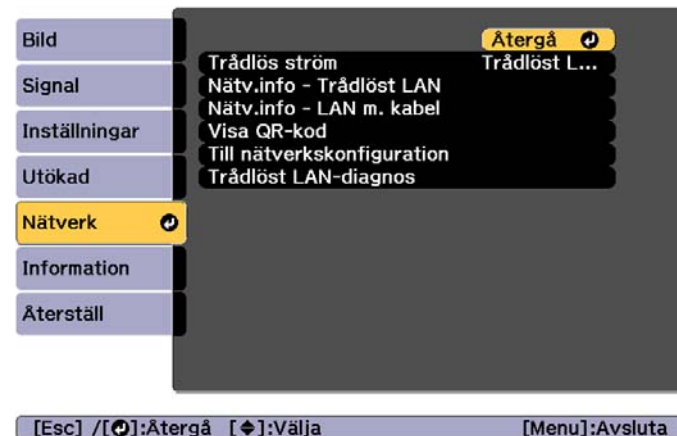 Bild
Signal
Inställningar
Utökad
Nätverk
Information
Återställ
Återgå
Trådlös ström Trådlöst L...
Nätv.info - Trådlöst LAN
Nätv.info - LAN m. kabel
Visa QR-kod
Till nätverkskonfiguration
Trådlöst LAN-diagnos
[Esc] /[⏎]:Återgå [◆]:Välja [Menu]:Avsluta